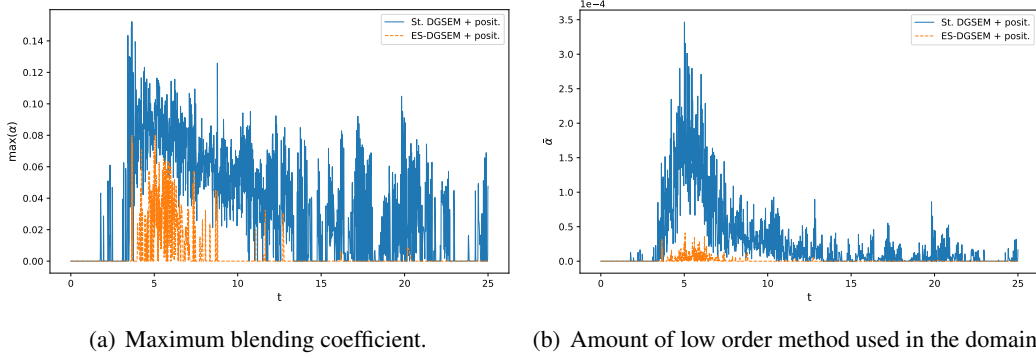 St. DGSEM + posit.
ES-DGSEM + posit.
0.14
0.12
0.10
0.08
0.06
0.04
0.02
0.00
max(α)
0 5 10 15 20 25
t
(a) Maximum blending coefficient.
1e−4
St. DGSEM + posit.
ES-DGSEM + posit.
3.5
3.0
2.5
2.0
1.5
1.0
0.5
0.0
ᾱ
0 5 10 15 20 25
t
(b) Amount of low order method used in the domain